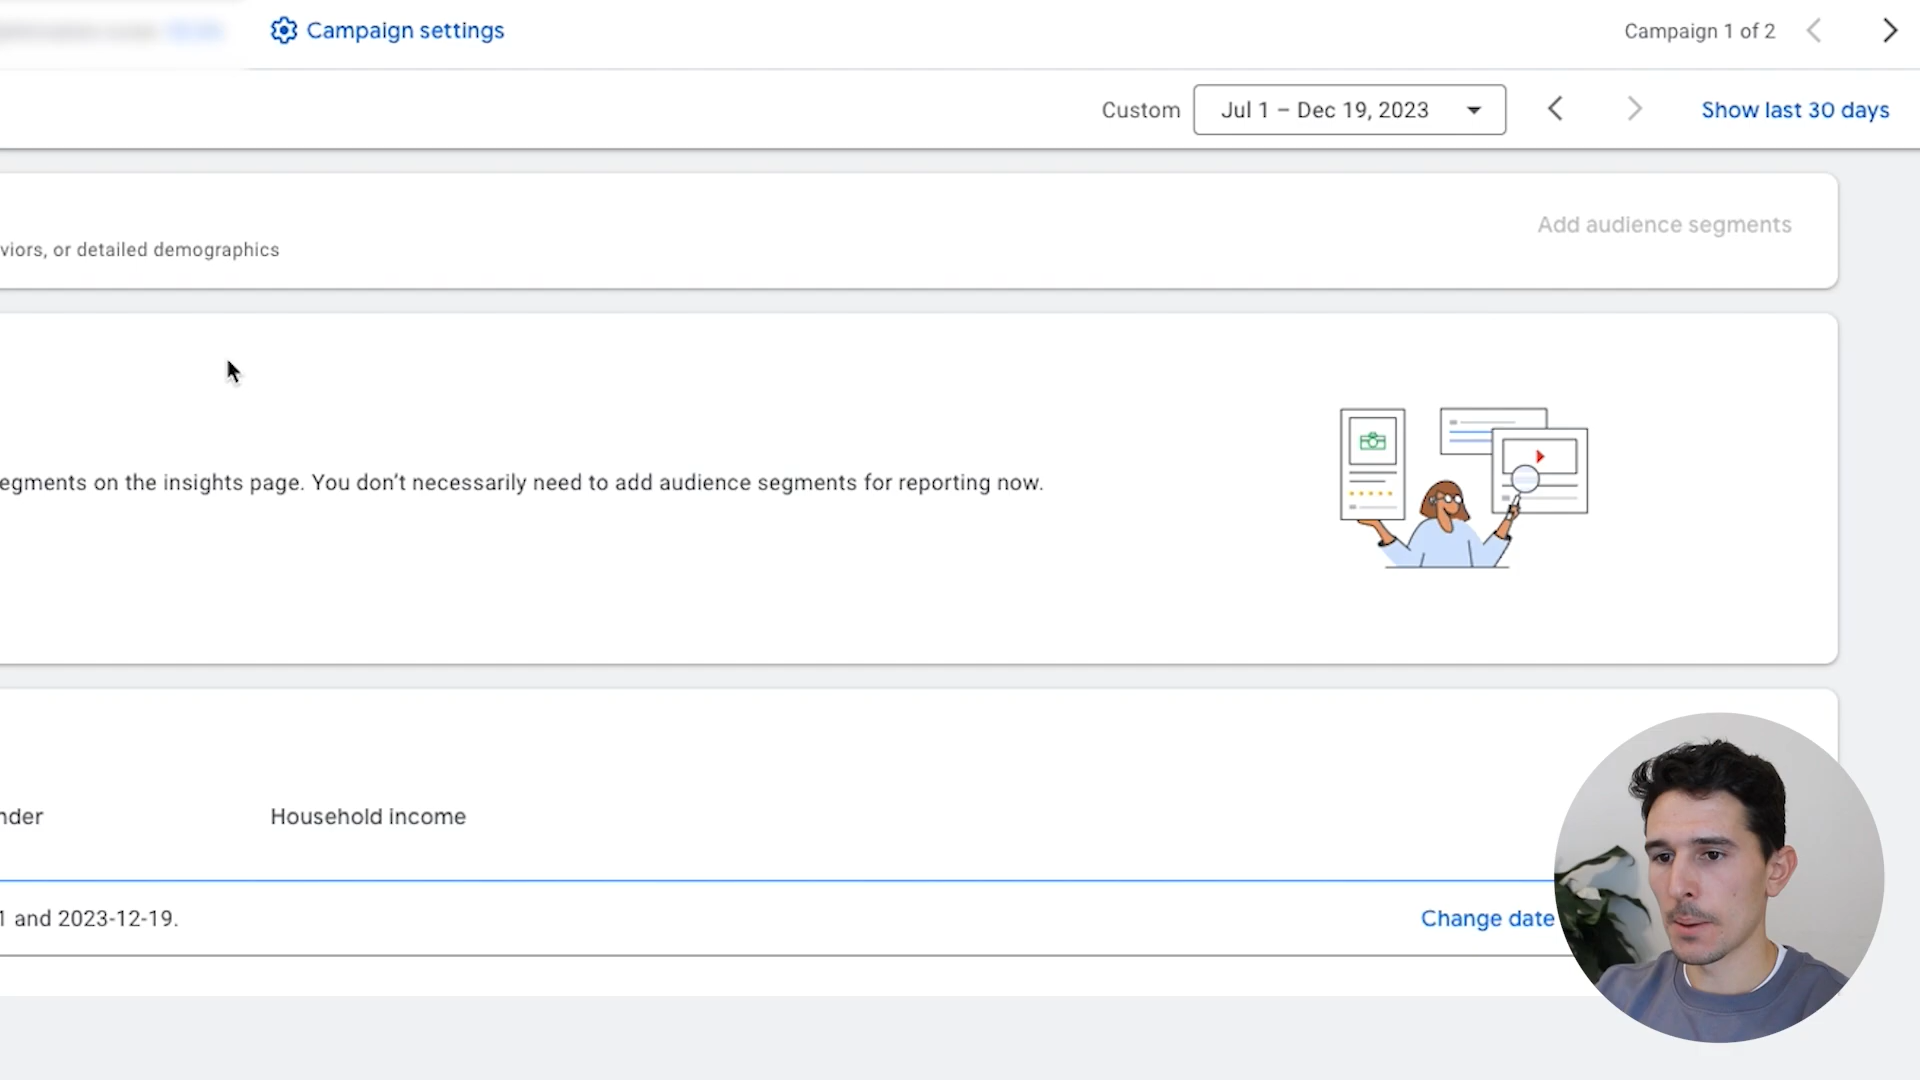 Campaign settings
Campaign 1 of 2
Custom
Jul 1 – Dec 19, 2023
Show last 30 days
Add audience segments
viors, or detailed demographics
egments on the insights page. You don’t necessarily need to add audience segments for reporting now.
nder
Household income
1 and 2023-12-19.
Change date